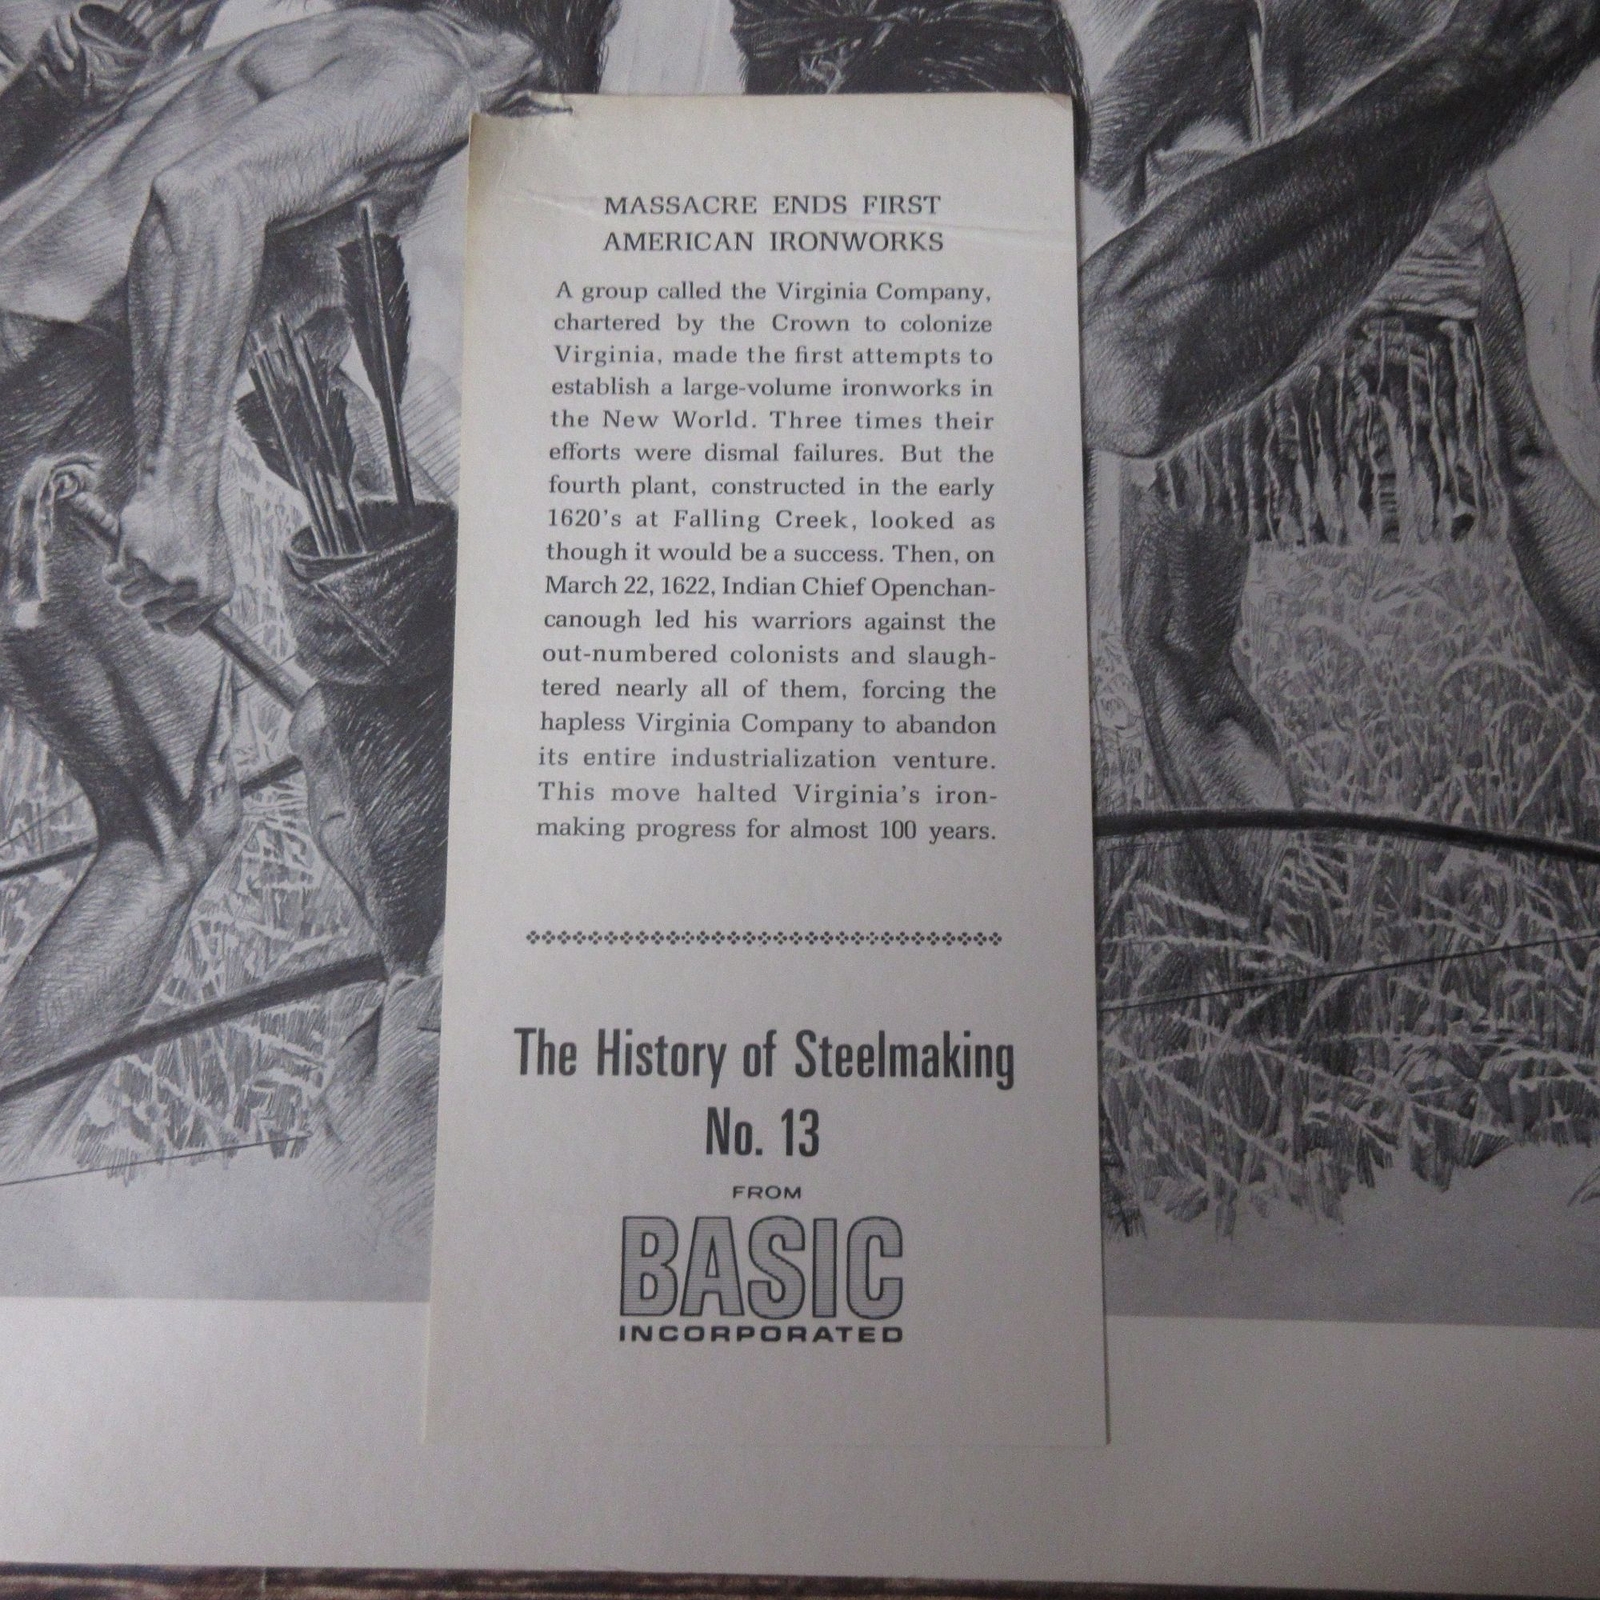 MASSACRE ENDS FIRST
AMERICAN IRONWORKS
A group called the Virginia Company,
chartered by the Crown to colonize
Virginia, made the first attempts to
establish a large-volume ironworks in
the New World. Three times their
efforts were dismal failures. But the
fourth plant, constructed in the early
1620's at Falling Creek, looked as
though it would be a success. Then, on
March 22, 1622, Indian Chief Openchan-
canough led his warriors against the
out-numbered colonists and slaugh-
tered nearly all of them, forcing the
hapless Virginia Company to abandon
its entire industrialization venture.
This move halted Virginia's iron-
making progress for almost 100 years.
The History of Steelmaking
No. 13
FROM
BASIC
INCORPORATED